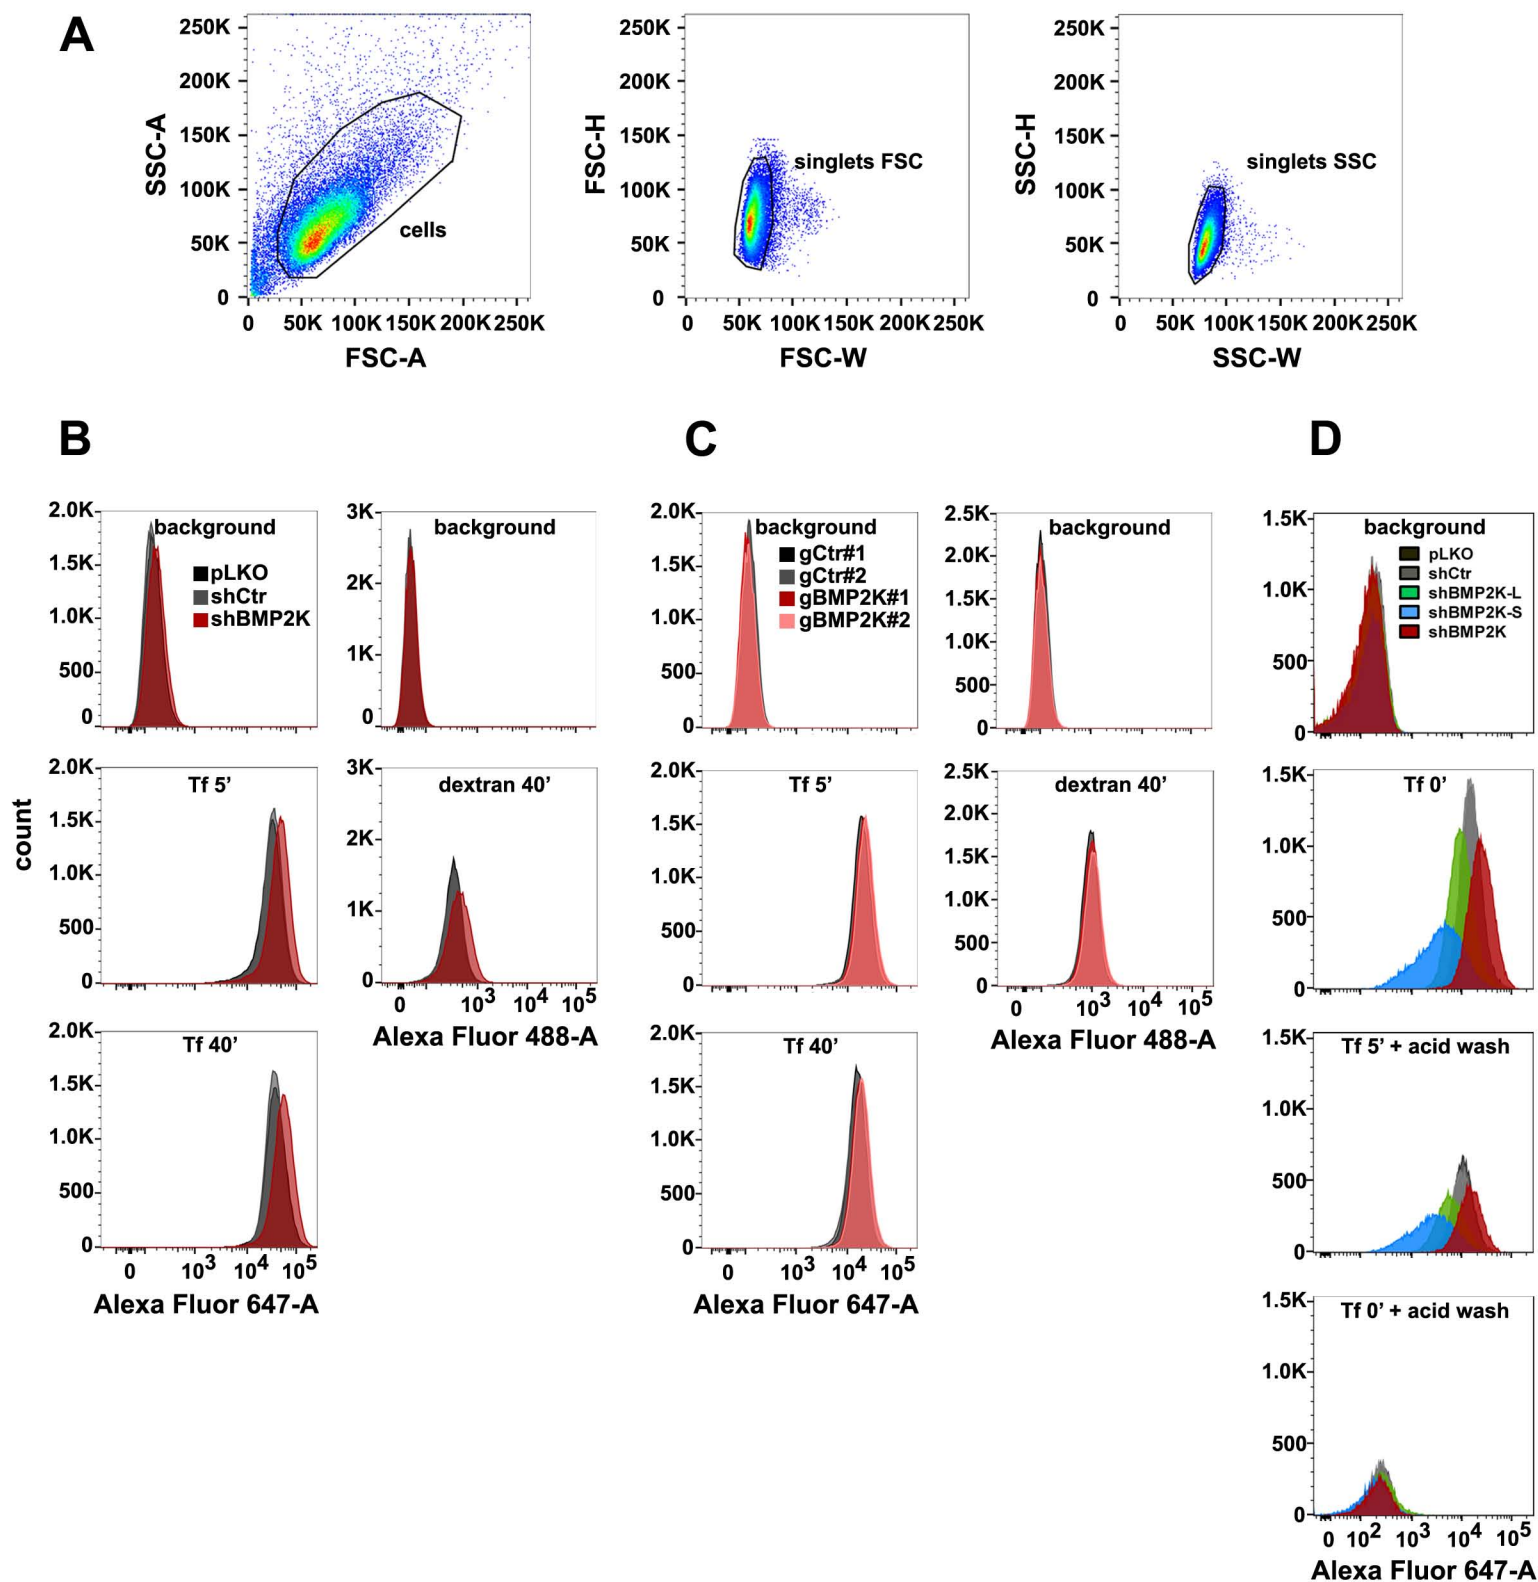 A
250K
200K
150K
100K
50K
0
SSC-A
cells
0 50K 100K 150K 200K 250K
FSC-A
250K
200K
150K
100K
50K
0
FSC-H
singlets FSC
0 50K 100K 150K 200K 250K
FSC-W
250K
200K
150K
100K
50K
0
SSC-H
singlets SSC
0 50K 100K 150K 200K 250K
SSC-W
B
count
2.0K
1.5K
1.0K
500
0
background
pLKO
shCtr
shBMP2K
3K
2K
1K
0
background
2.0K
1.5K
1.0K
500
0
Tf 5’
3K
2K
1K
0
dextran 40’
0 10³ 10⁴ 10⁵
Alexa Fluor 488-A
2.0K
1.5K
1.0K
500
0
Tf 40’
0 10³ 10⁴ 10⁵
Alexa Fluor 647-A
C
2.0K
1.5K
1.0K
500
0
background
gCtr#1
gCtr#2
gBMP2K#1
gBMP2K#2
2.5K
2.0K
1.5K
1.0K
500
0
background
2.0K
1.5K
1.0K
500
0
Tf 5’
2.5K
2.0K
1.5K
1.0K
500
0
dextran 40’
0 10³ 10⁴ 10⁵
Alexa Fluor 488-A
2.0K
1.5K
1.0K
500
0
Tf 40’
0 10³ 10⁴ 10⁵
Alexa Fluor 647-A
D
1.5K
1.0K
500
0
background
pLKO
shCtr
shBMP2K-L
shBMP2K-S
shBMP2K
1.5K
1.0K
500
0
Tf 0’
1.5K
1.0K
500
0
Tf 5’ + acid wash
1.5K
1.0K
500
0
Tf 0’ + acid wash
0 10² 10³ 10⁴ 10⁵
Alexa Fluor 647-A